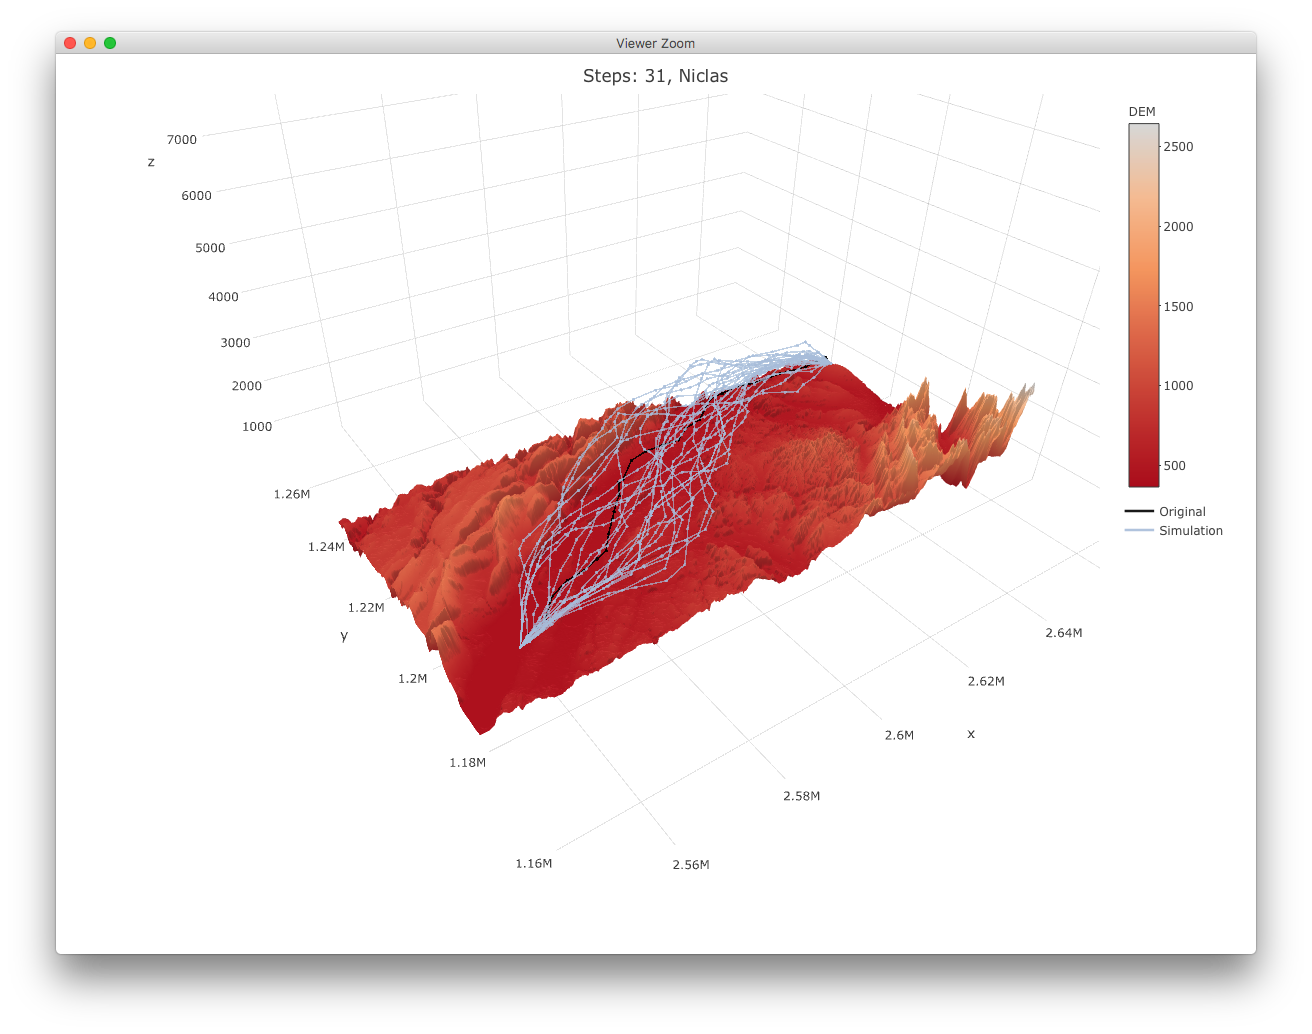 Viewer Zoom
Steps: 31, Niclas
DEM
7000
z
6000
5000
4000
3000
2000
1000
1.26M
1.24M
1.22M
y
1.2M
1.18M
1.16M
2.56M
2.58M
2.6M
x
2.62M
2.64M
2500
2000
1500
1000
500
Original
Simulation